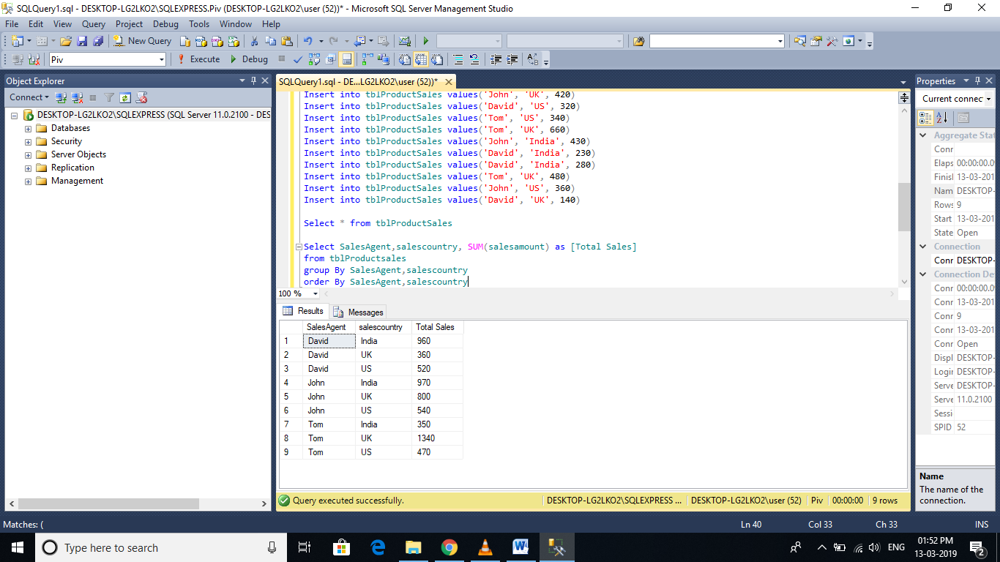 SQLQuery1.sql - DESKTOP-LG2LKO2\SQLEXPRESS.Piv (DESKTOP-LG2LKO2\user (52))* - Microsoft SQL Server Management Studio
File Edit View Query Project Debug Tools Window Help
New Query
Piv Execute Debug
Object Explorer
Connect
DESKTOP-LG2LKO2\SQLEXPRESS (SQL Server 11.0.2100 - DES
Databases
Security
Server Objects
Replication
Management
SQLQuery1.sql - DE...LG2LKO2\user (52))*
Insert into tblProductSales values('John', 'UK', 420)
Insert into tblProductSales values('David', 'US', 320)
Insert into tblProductSales values('Tom', 'US', 340)
Insert into tblProductSales values('Tom', 'UK', 660)
Insert into tblProductSales values('John', 'India', 430)
Insert into tblProductSales values('David', 'India', 230)
Insert into tblProductSales values('David', 'India', 280)
Insert into tblProductSales values('Tom', 'UK', 480)
Insert into tblProductSales values('John', 'US', 360)
Insert into tblProductSales values('David', 'UK', 140)
Select * from tblProductSales
Select SalesAgent,salescountry, SUM(salesamount) as [Total Sales]
from tblProductsales
group By SalesAgent,salescountry
order By SalesAgent,salescountry
100 %
Results Messages
SalesAgent salescountry Total Sales
1 David India 960
2 David UK 360
3 David US 520
4 John India 970
5 John UK 800
6 John US 540
7 Tom India 350
8 Tom UK 1340
9 Tom US 470
Query executed successfully. DESKTOP-LG2LKO2\SQLEXPRESS ... DESKTOP-LG2LKO2\user (52) Piv 00:00:00 9 rows
Properties
Current connec
Aggregate Stat
Conr
Elaps 00:00:00.0
Finisl 13-03-201
Nam DESKTOP-
Rows 9
Start 13-03-201
State Open
Connection
Conr DESKTOP-
Connection De
Conr 00:00:00.0
Conr 13-03-201
Conr 9
Conr 13-03-201
Conr Open
Displ DESKTOP-
Login DESKTOP-
Serve DESKTOP-
Serve 11.0.2100
Sessi
SPID 52
Name
The name of the
connection.
Matches: ( Ln 40 Col 33 Ch 33 INS
Type here to search
ENG
01:52 PM
13-03-2019
2